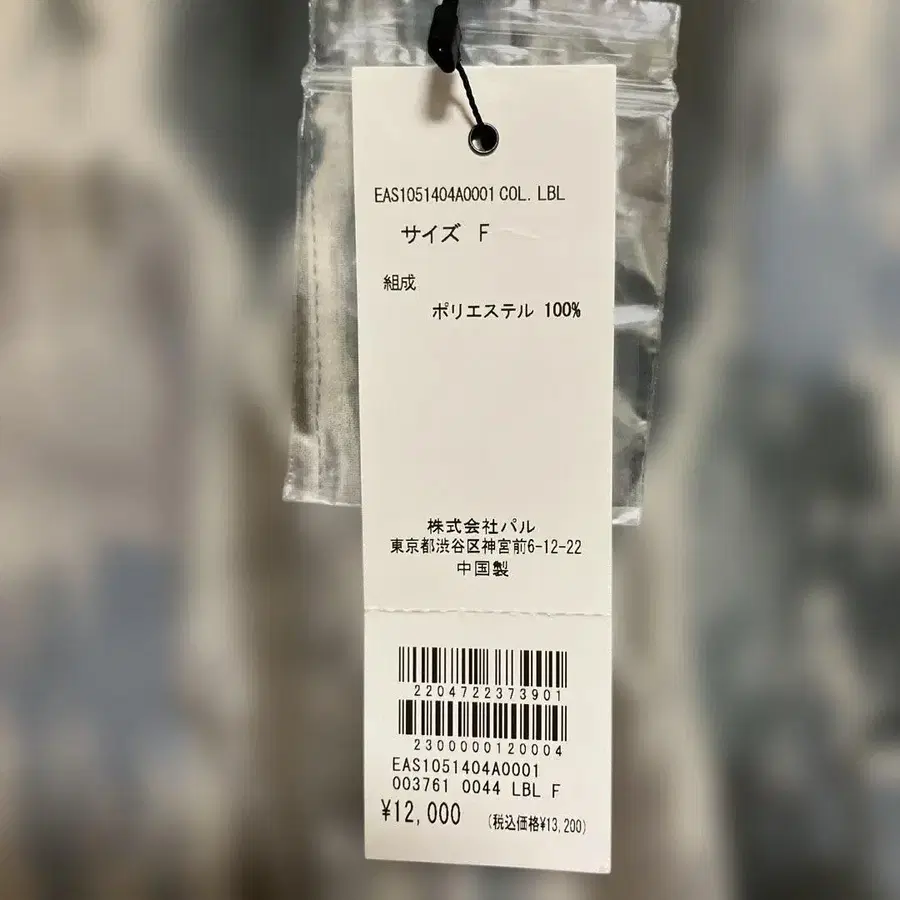 EAS1051404A0001 COL. LBL
サイズ F
組成
ポリエステル 100%
株式会社パル
東京都渋谷区神宮前6-12-22
中国製
2204722373901
2300000120004
EAS1051404A0001
003761 0044 LBL F
¥12,000 (税込価格¥13,200)